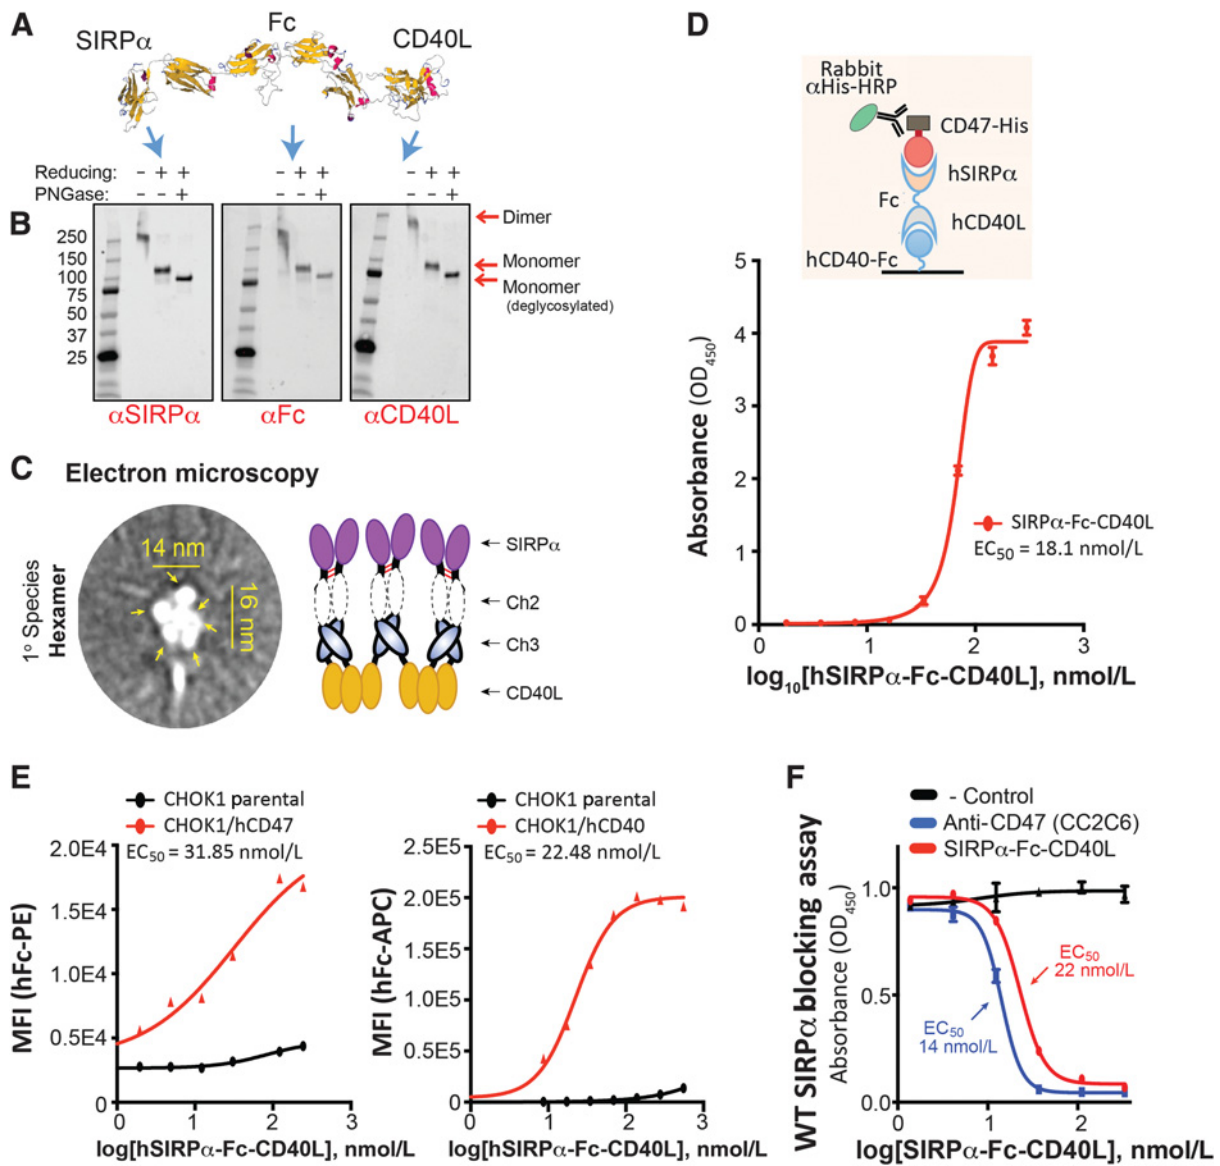 A
SIRPα
Fc
CD40L
Reducing: - + + - + + - + +
PNGase: - - + - - + - - +
B
250
150
100
75
50
37
25
Dimer
Monomer
Monomer
(deglycosylated)
αSIRPα
αFc
αCD40L
C
Electron microscopy
1° Species
Hexamer
14 nm
16 nm
SIRPα
Ch2
Ch3
CD40L
D
Rabbit
αHis-HRP
CD47-His
hSIRPα
Fc
hCD40L
hCD40-Fc
Absorbance (OD450)
5
4
3
2
1
0
0 1 2 3
SIRPα-Fc-CD40L
EC50 = 18.1 nmol/L
log10[hSIRPα-Fc-CD40L], nmol/L
E
CHOK1 parental
CHOK1/hCD47
EC50 = 31.85 nmol/L
MFI (hFc-PE)
2.0E4
1.5E4
1.0E4
0.5E4
0
0 1 2 3
log[hSIRPα-Fc-CD40L], nmol/L
CHOK1 parental
CHOK1/hCD40
EC50 = 22.48 nmol/L
MFI (hFc-APC)
2.5E5
2.0E5
1.5E5
1.0E5
0.5E5
0
0 1 2 3
log[hSIRPα-Fc-CD40L], nmol/L
F
- Control
Anti-CD47 (CC2C6)
SIRPα-Fc-CD40L
WT SIRPα blocking assay
Absorbance (OD450)
1.0
0.5
0.0
EC50
22 nmol/L
EC50
14 nmol/L
0 1 2
log[SIRPα-Fc-CD40L], nmol/L